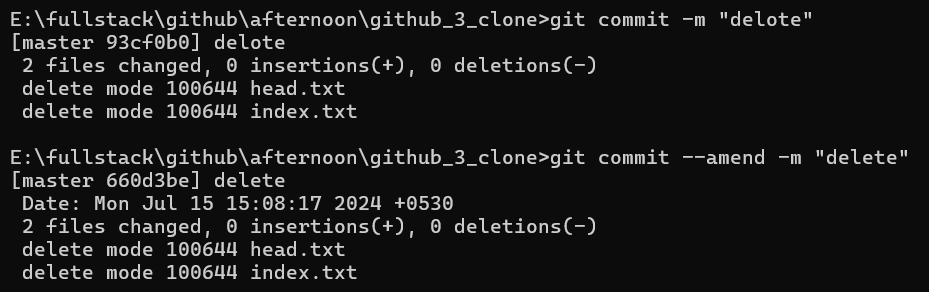 E:\fullstack\github\afternoon\github_3_clone>git commit -m "delote"
[master 93cf0b0] delote
 2 files changed, 0 insertions(+), 0 deletions(-)
 delete mode 100644 head.txt
 delete mode 100644 index.txt

E:\fullstack\github\afternoon\github_3_clone>git commit --amend -m "delete"
[master 660d3be] delete
 Date: Mon Jul 15 15:08:17 2024 +0530
 2 files changed, 0 insertions(+), 0 deletions(-)
 delete mode 100644 head.txt
 delete mode 100644 index.txt